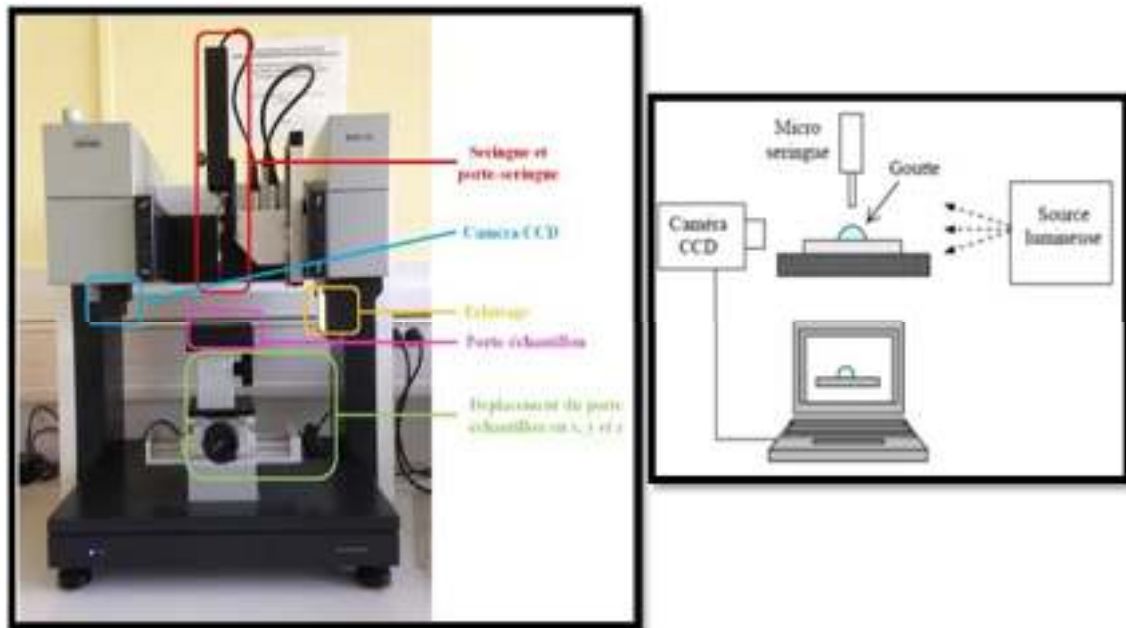 Seringue et
porte-seringue
Caméra CCD
Eclairage
Porte échantillon
Déplacement du porte
échantillon en x, y et z
Micro
seringue
Goutte
Caméra
CCD
Source
lumineuse